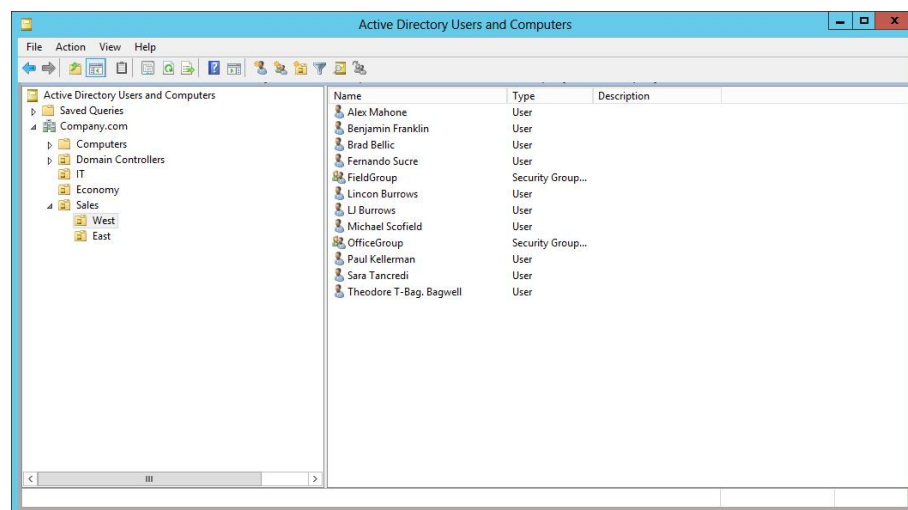 Active Directory Users and Computers
File Action View Help
Active Directory Users and Computers
Saved Queries
Company.com
Computers
Domain Controllers
IT
Economy
Sales
West
East
Name Type Description
Alex Mahone User
Benjamin Franklin User
Brad Bellic User
Fernando Sucre User
FieldGroup Security Group...
Lincon Burrows User
LJ Burrows User
Michael Scofield User
OfficeGroup Security Group...
Paul Kellerman User
Sara Tancredi User
Theodore T-Bag. Bagwell User